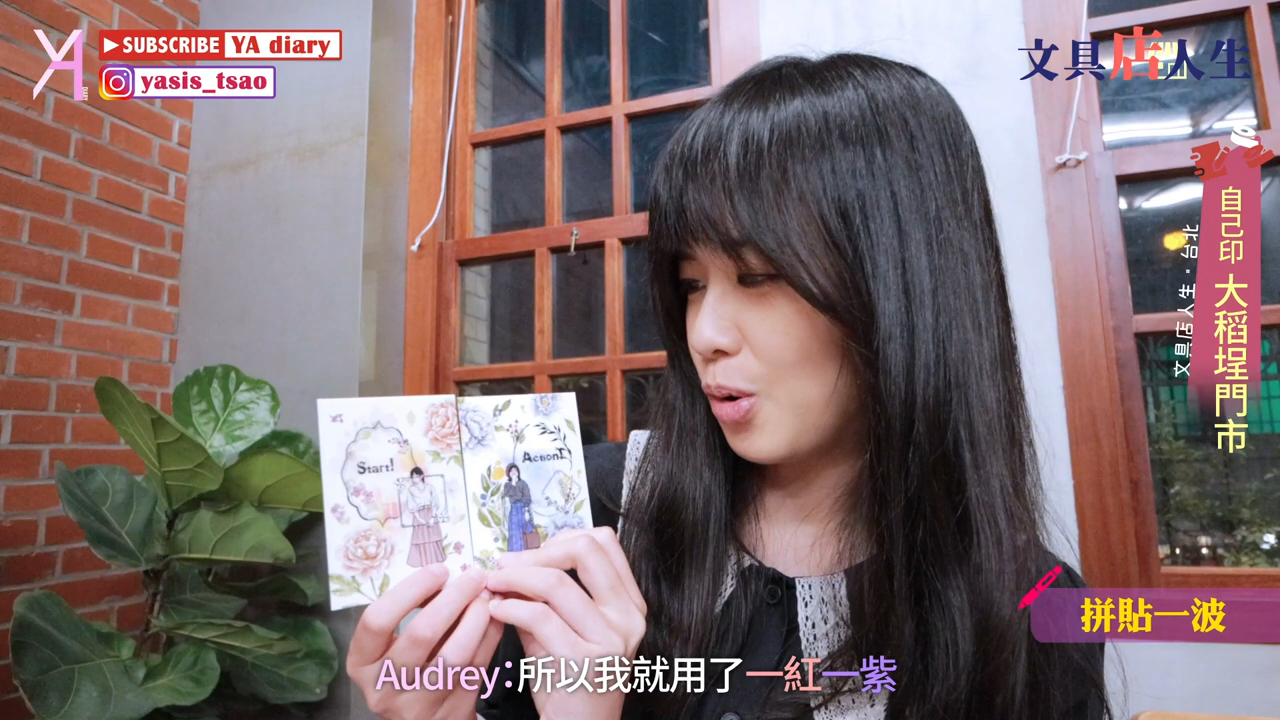 YA
DIARY
SUBSCRIBE YA diary
yasis_tsao
文具店人生
自己印 大稻埕門市
文具店人生．台北
Start!
Action!
拼貼一波
Audrey：所以我就用了一紅一紫